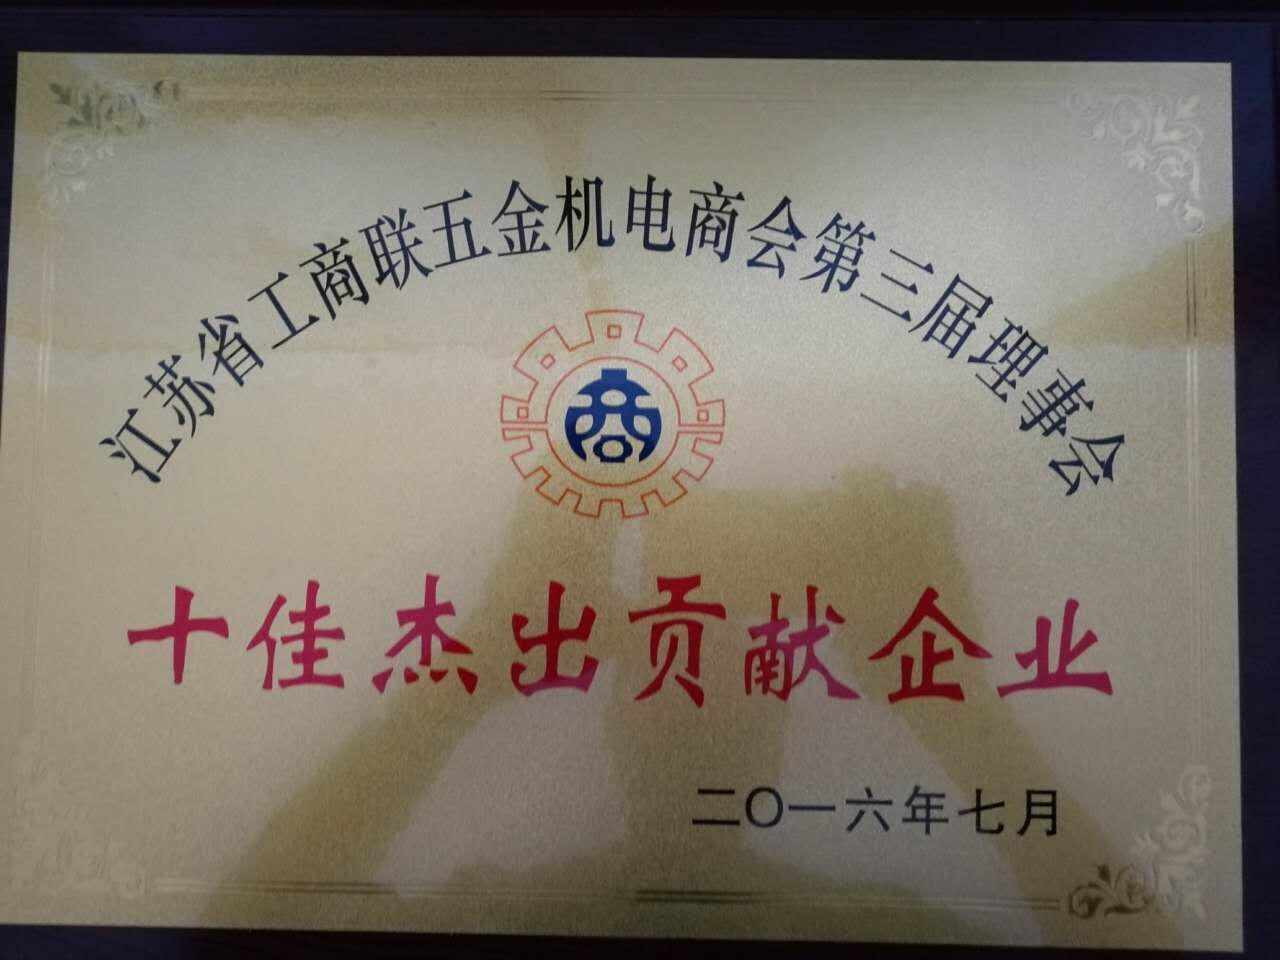 江苏省工商联五金机电商会第三届理事会
商
十佳杰出贡献企业
二〇一六年七月